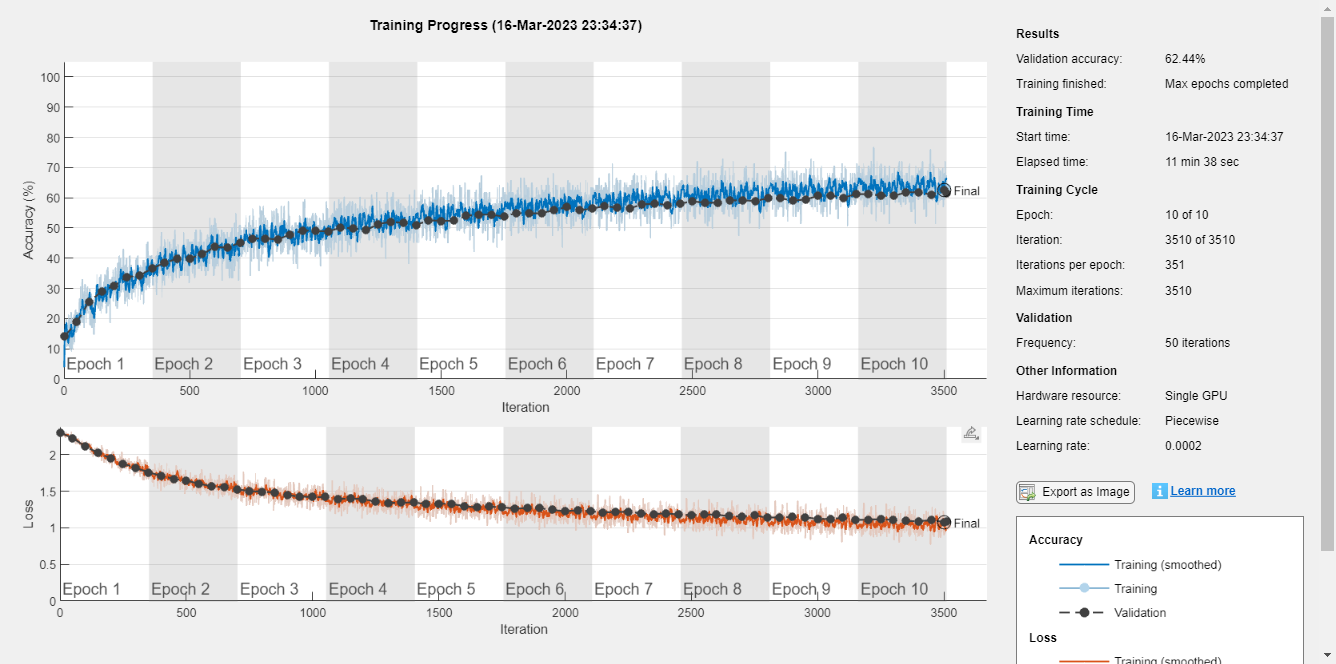 Training Progress (16-Mar-2023 23:34:37)
100
90
80
70
60
50
40
30
20
10
0
Accuracy (%)
Final
Epoch 1 Epoch 2 Epoch 3 Epoch 4 Epoch 5 Epoch 6 Epoch 7 Epoch 8 Epoch 9 Epoch 10
0 500 1000 1500 2000 2500 3000 3500
Iteration
2
1.5
1
0.5
0
Loss
Final
Epoch 1 Epoch 2 Epoch 3 Epoch 4 Epoch 5 Epoch 6 Epoch 7 Epoch 8 Epoch 9 Epoch 10
0 500 1000 1500 2000 2500 3000 3500
Iteration
Results
Validation accuracy: 62.44%
Training finished: Max epochs completed
Training Time
Start time: 16-Mar-2023 23:34:37
Elapsed time: 11 min 38 sec
Training Cycle
Epoch: 10 of 10
Iteration: 3510 of 3510
Iterations per epoch: 351
Maximum iterations: 3510
Validation
Frequency: 50 iterations
Other Information
Hardware resource: Single GPU
Learning rate schedule: Piecewise
Learning rate: 0.0002
Export as Image
i Learn more
Accuracy
Training (smoothed)
Training
Validation
Loss
Training (smoothed)